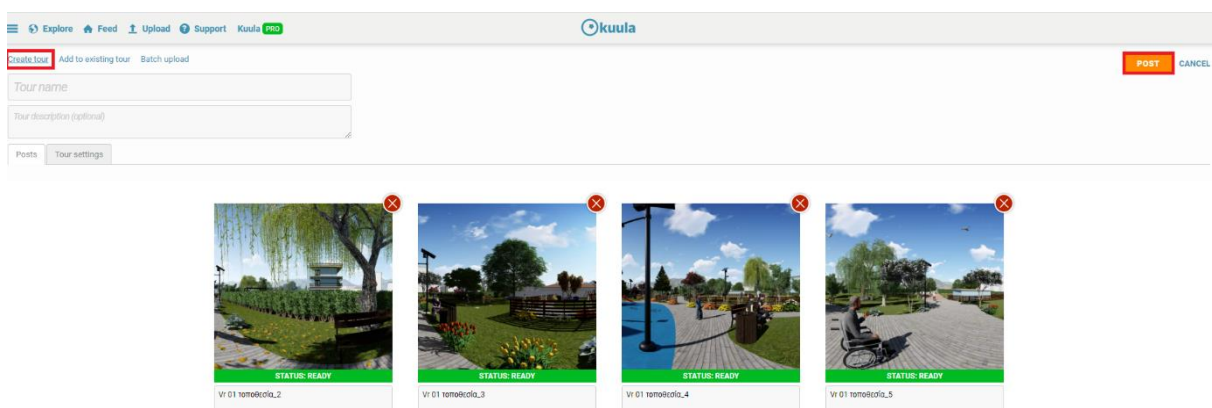 Explore Feed Upload Support Kuula PRO kuula
Create tour Add to existing tour Batch upload POST CANCEL
Tour name
Tour description (optional)
Posts Tour settings
STATUS: READY STATUS: READY STATUS: READY STATUS: READY
Vr 01 τοποθεσία_2 Vr 01 τοποθεσία_3 Vr 01 τοποθεσία_4 Vr 01 τοποθεσία_5